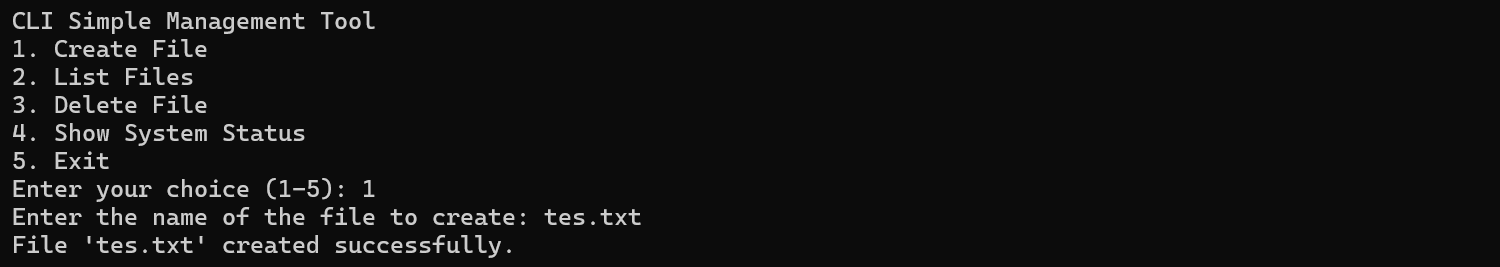 CLI Simple Management Tool
1. Create File
2. List Files
3. Delete File
4. Show System Status
5. Exit
Enter your choice (1-5): 1
Enter the name of the file to create: tes.txt
File 'tes.txt' created successfully.